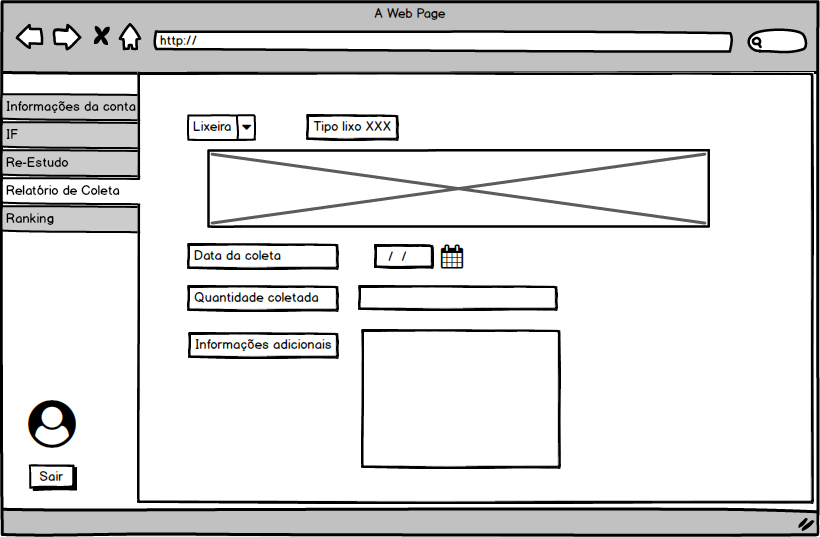 A Web Page
http://
Informações da conta
IF
Re-Estudo
Relatório de Coleta
Ranking
Sair
Lixeira
Tipo lixo XXX
Data da coleta
/ /
Quantidade coletada
Informações adicionais